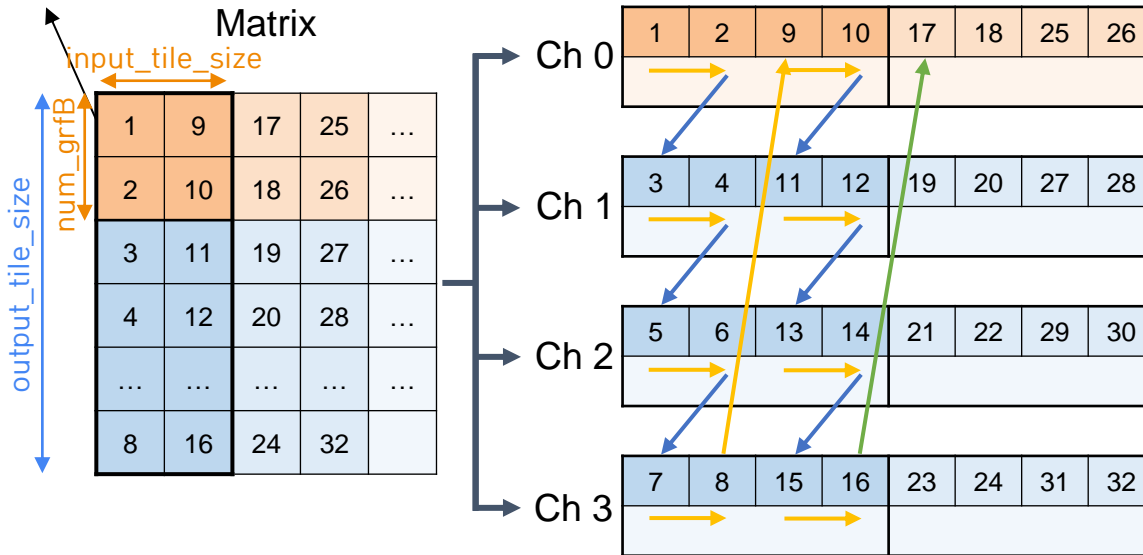 Matrix
input_tile_size
num_grfB
output_tile_size
1 9 17 25 …
2 10 18 26 …
3 11 19 27 …
4 12 20 28 …
… … … … …
8 16 24 32 …
Ch 0
1 2 9 10 17 18 25 26
Ch 1
3 4 11 12 19 20 27 28
Ch 2
5 6 13 14 21 22 29 30
Ch 3
7 8 15 16 23 24 31 32